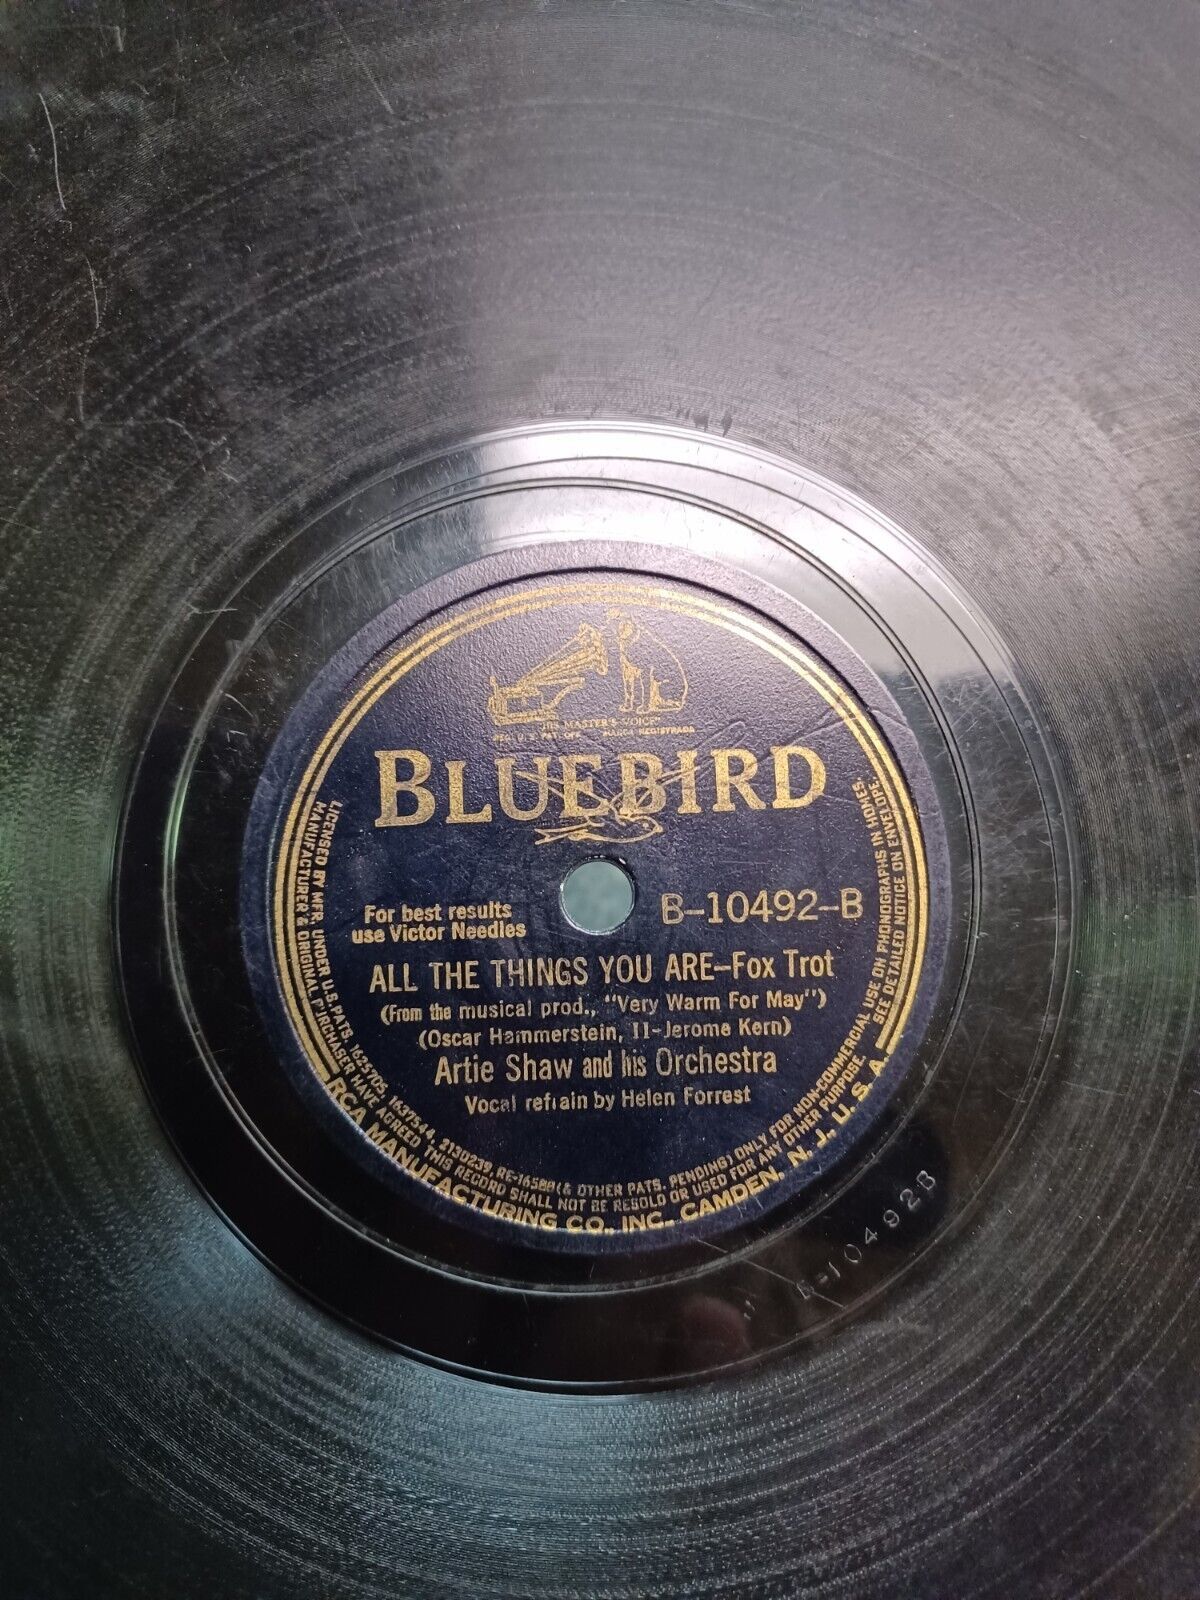 "HIS MASTER'S VOICE"
REG. U.S. PAT. OFF. MARCA REGISTRADA
BLUEBIRD
For best results
use Victor Needles
B-10492-B
ALL THE THINGS YOU ARE-Fox Trot
(From the musical prod., "Very Warm For May")
(Oscar Hammerstein, II-Jerome Kern)
Artie Shaw and his Orchestra
Vocal refrain by Helen Forrest
LICENSED BY MFR. UNDER U.S. PATS. 1625705, 1637544, 2130239, RE-16588 (& OTHER PATS. PENDING) ONLY FOR NON-COMMERCIAL USE ON PHONOGRAPHS IN HOMES.
MANUFACTURER & ORIGINAL PURCHASER HAVE AGREED THIS RECORD SHALL NOT BE RESOLD OR USED FOR ANY OTHER PURPOSE. SEE DETAILED NOTICE ON ENVELOPE.
RCA MANUFACTURING CO., INC., CAMDEN, N. J., U. S. A.
B-10492B